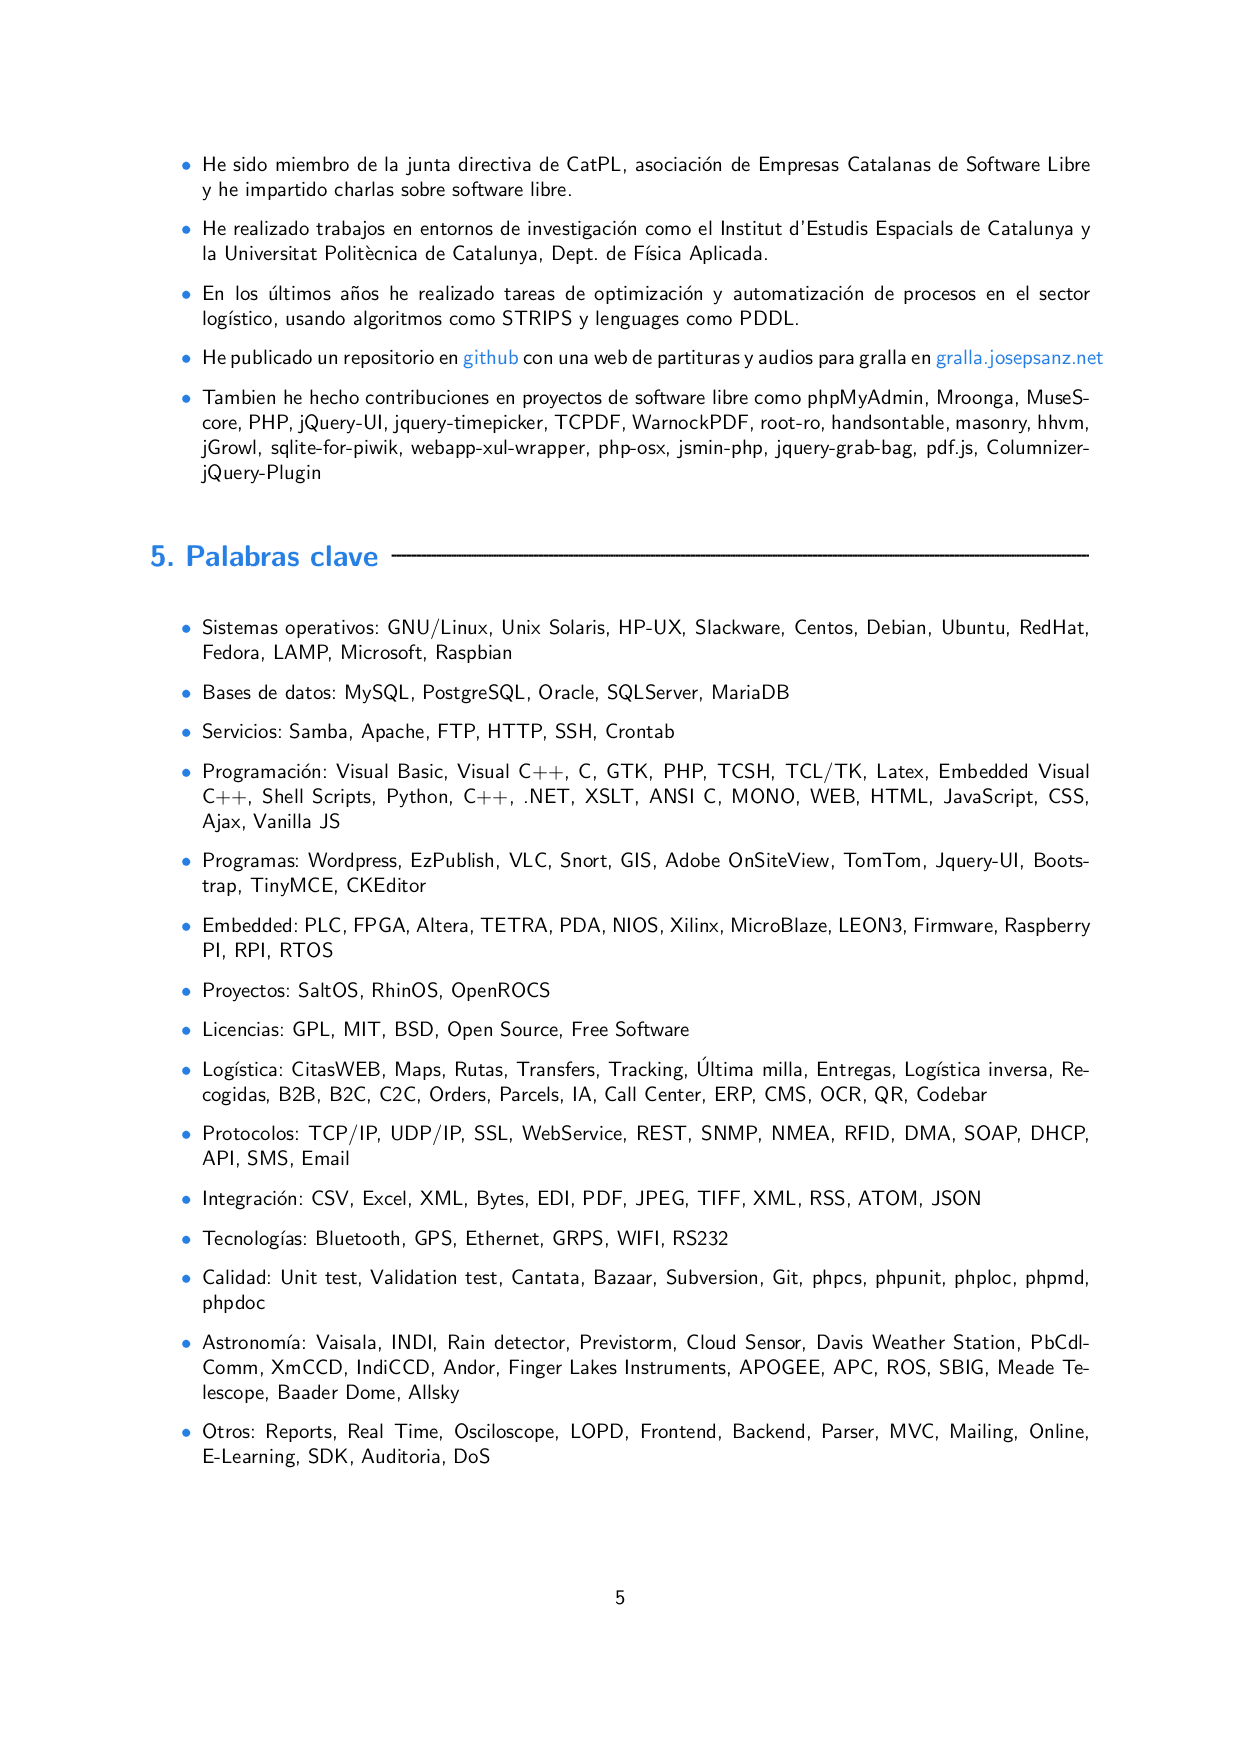 • He sido miembro de la junta directiva de CatPL, asociación de Empresas Catalanas de Software Libre
y he impartido charlas sobre software libre.
• He realizado trabajos en entornos de investigación como el Institut d'Estudis Espacials de Catalunya y
la Universitat Politècnica de Catalunya, Dept. de Física Aplicada.
• En los últimos años he realizado tareas de optimización y automatización de procesos en el sector
logístico, usando algoritmos como STRIPS y lenguages como PDDL.
• He publicado un repositorio en github con una web de partituras y audios para gralla en gralla.josepsanz.net
• Tambien he hecho contribuciones en proyectos de software libre como phpMyAdmin, Mroonga, MuseS-
core, PHP, jQuery-UI, jquery-timepicker, TCPDF, WarnockPDF, root-ro, handsontable, masonry, hhvm,
jGrowl, sqlite-for-piwik, webapp-xul-wrapper, php-osx, jsmin-php, jquery-grab-bag, pdf.js, Columnizer-
jQuery-Plugin
5. Palabras clave
• Sistemas operativos: GNU/Linux, Unix Solaris, HP-UX, Slackware, Centos, Debian, Ubuntu, RedHat,
Fedora, LAMP, Microsoft, Raspbian
• Bases de datos: MySQL, PostgreSQL, Oracle, SQLServer, MariaDB
• Servicios: Samba, Apache, FTP, HTTP, SSH, Crontab
• Programación: Visual Basic, Visual C++, C, GTK, PHP, TCSH, TCL/TK, Latex, Embedded Visual
C++, Shell Scripts, Python, C++, .NET, XSLT, ANSI C, MONO, WEB, HTML, JavaScript, CSS,
Ajax, Vanilla JS
• Programas: Wordpress, EzPublish, VLC, Snort, GIS, Adobe OnSiteView, TomTom, Jquery-UI, Boots-
trap, TinyMCE, CKEditor
• Embedded: PLC, FPGA, Altera, TETRA, PDA, NIOS, Xilinx, MicroBlaze, LEON3, Firmware, Raspberry
PI, RPI, RTOS
• Proyectos: SaltOS, RhinOS, OpenROCS
• Licencias: GPL, MIT, BSD, Open Source, Free Software
• Logística: CitasWEB, Maps, Rutas, Transfers, Tracking, Última milla, Entregas, Logística inversa, Re-
cogidas, B2B, B2C, C2C, Orders, Parcels, IA, Call Center, ERP, CMS, OCR, QR, Codebar
• Protocolos: TCP/IP, UDP/IP, SSL, WebService, REST, SNMP, NMEA, RFID, DMA, SOAP, DHCP,
API, SMS, Email
• Integración: CSV, Excel, XML, Bytes, EDI, PDF, JPEG, TIFF, XML, RSS, ATOM, JSON
• Tecnologías: Bluetooth, GPS, Ethernet, GRPS, WIFI, RS232
• Calidad: Unit test, Validation test, Cantata, Bazaar, Subversion, Git, phpcs, phpunit, phploc, phpmd,
phpdoc
• Astronomía: Vaisala, INDI, Rain detector, Previstorm, Cloud Sensor, Davis Weather Station, PbCdl-
Comm, XmCCD, IndiCCD, Andor, Finger Lakes Instruments, APOGEE, APC, ROS, SBIG, Meade Te-
lescope, Baader Dome, Allsky
• Otros: Reports, Real Time, Osciloscope, LOPD, Frontend, Backend, Parser, MVC, Mailing, Online,
E-Learning, SDK, Auditoria, DoS
5